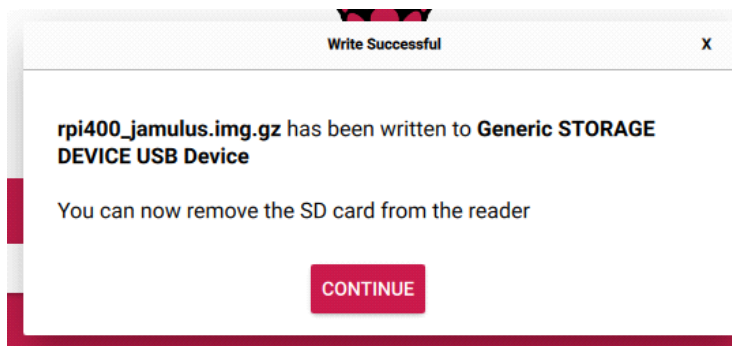 Write Successful X
rpi400_jamulus.img.gz has been written to Generic STORAGE
DEVICE USB Device
You can now remove the SD card from the reader
CONTINUE